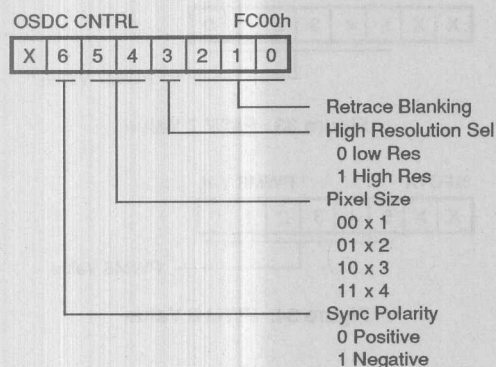 OSDC CNTRL FC00h
X 6 5 4 3 2 1 0
Retrace Blanking
High Resolution Sel
0 low Res
1 High Res
Pixel Size
00 x 1
01 x 2
10 x 3
11 x 4
Sync Polarity
0 Positive
1 Negative